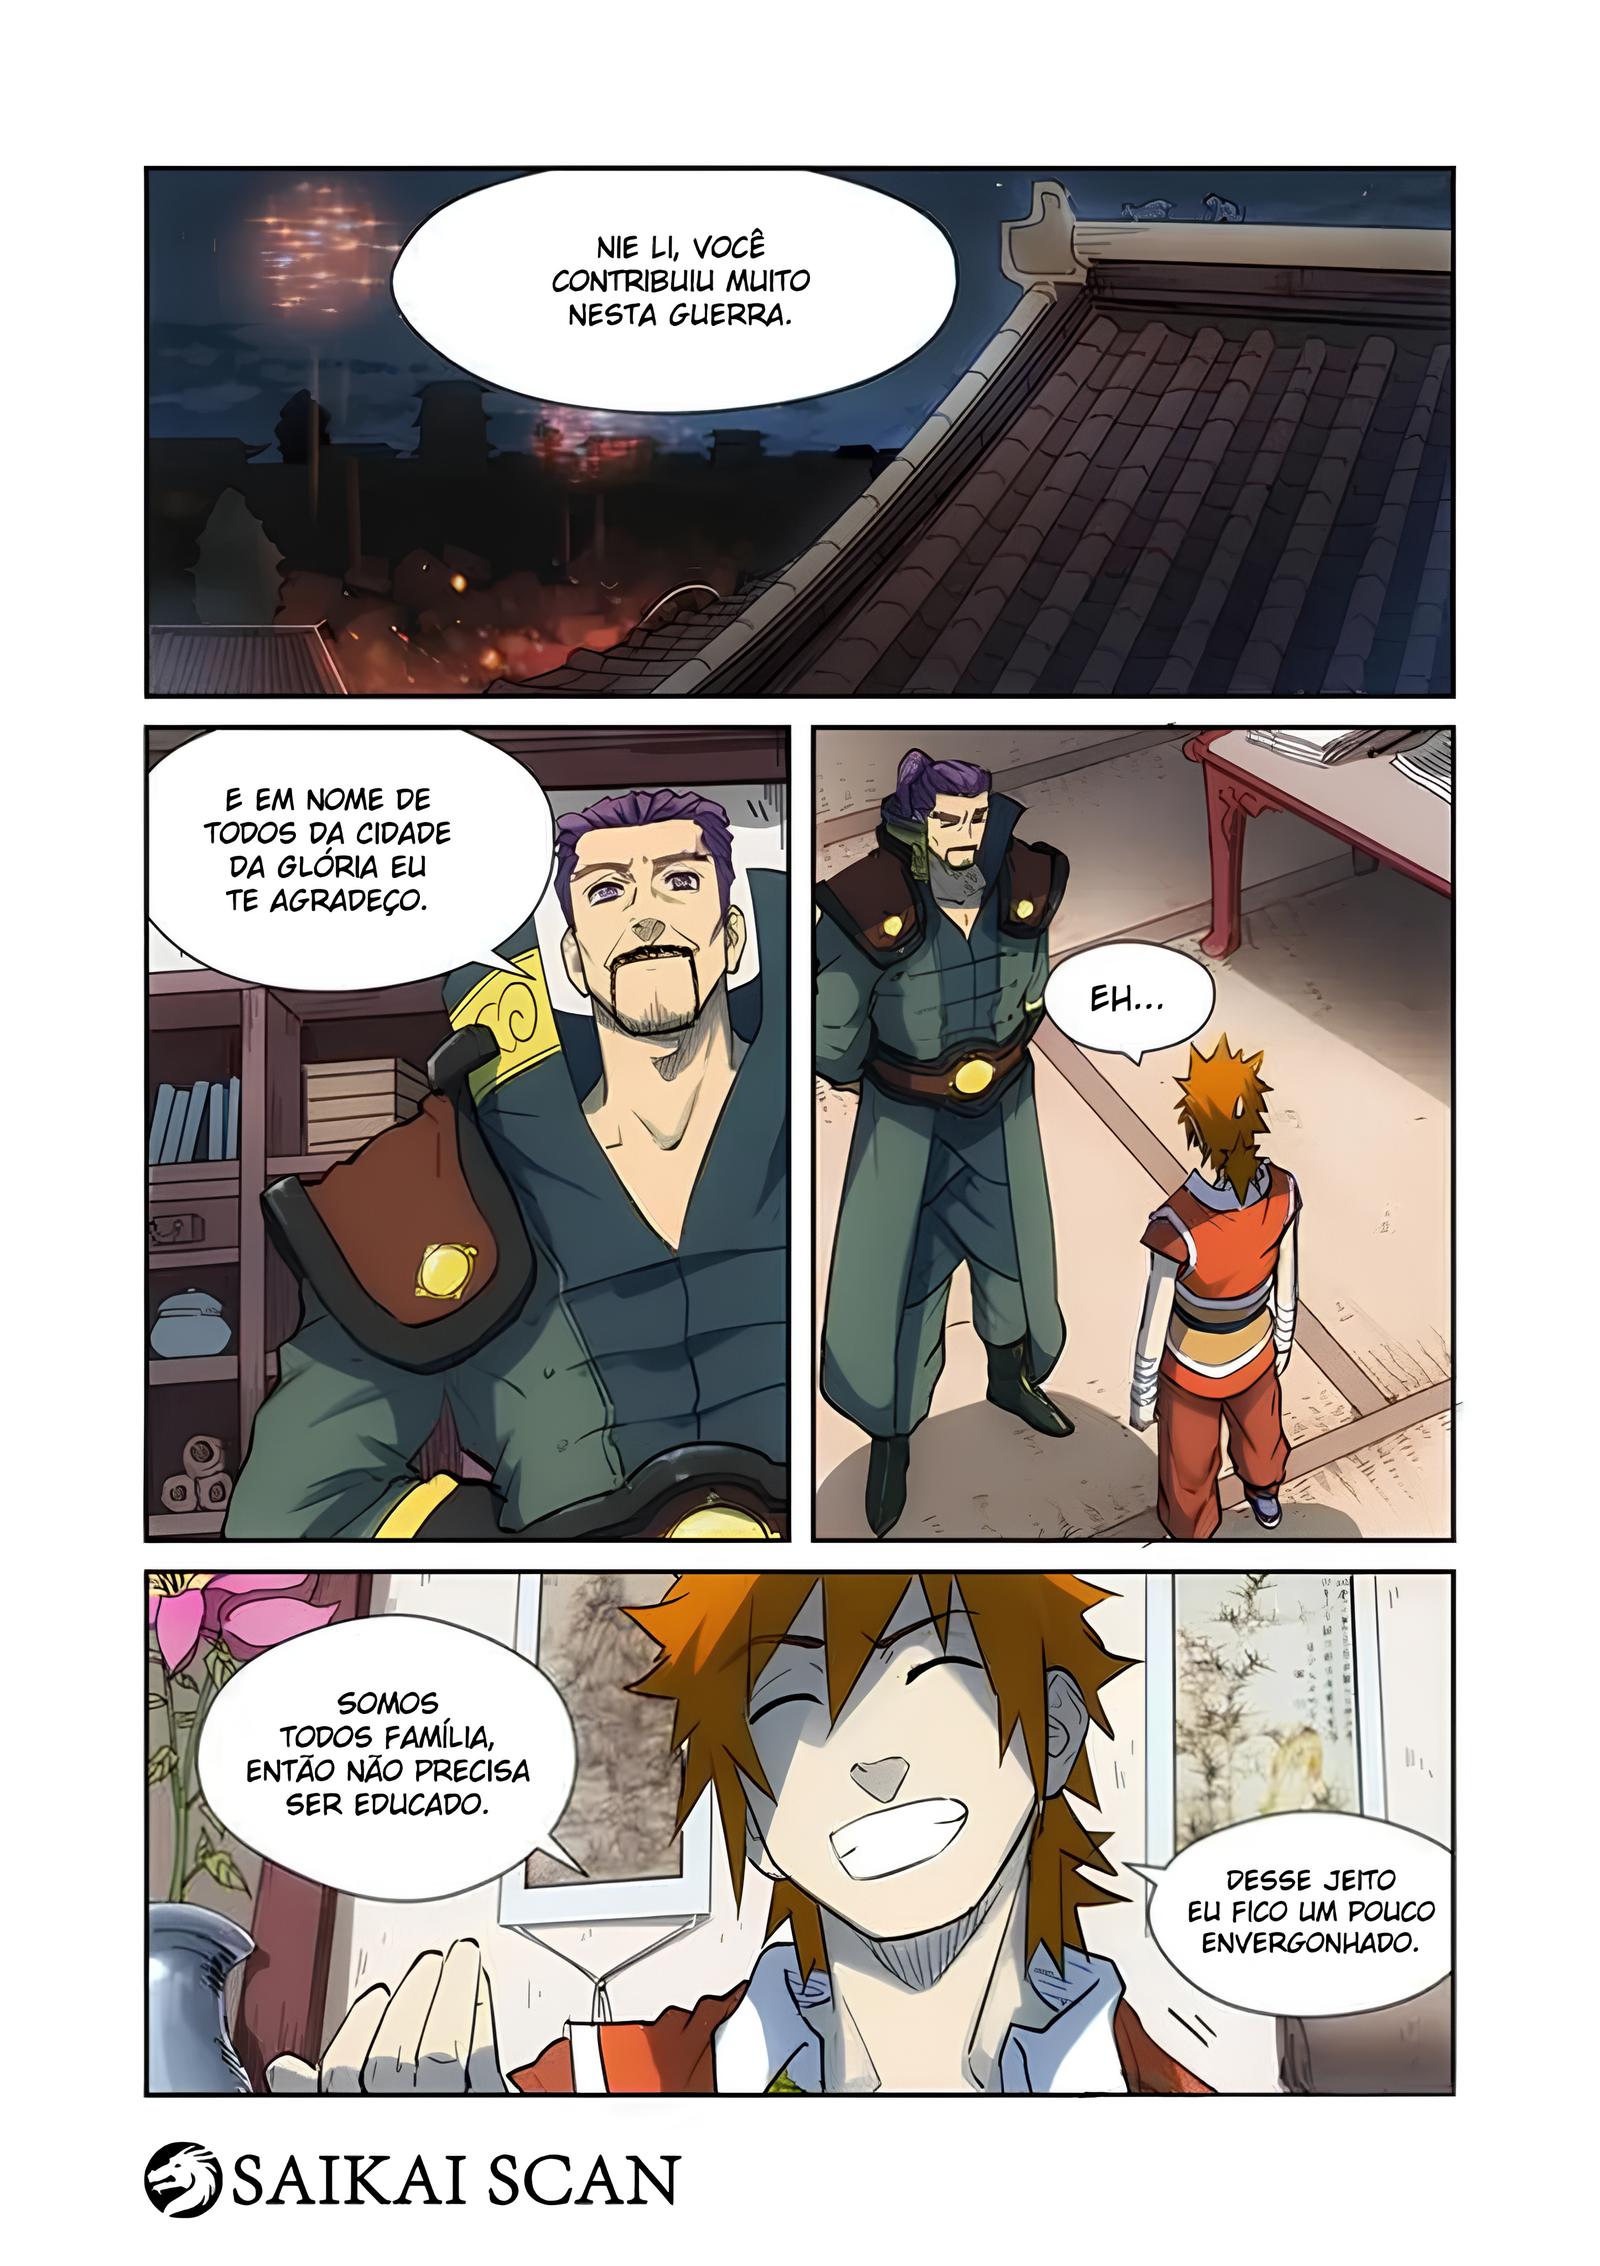 NIE LI, VOCÊ
CONTRIBUIU MUITO
NESTA GUERRA.
E EM NOME DE
TODOS DA CIDADE
DA GLÓRIA EU
TE AGRADEÇO.
EH...
SOMOS
TODOS FAMÍLIA,
ENTÃO NÃO PRECISA
SER EDUCADO.
DESSE JEITO
EU FICO UM POUCO
ENVERGONHADO.
SAIKAI SCAN